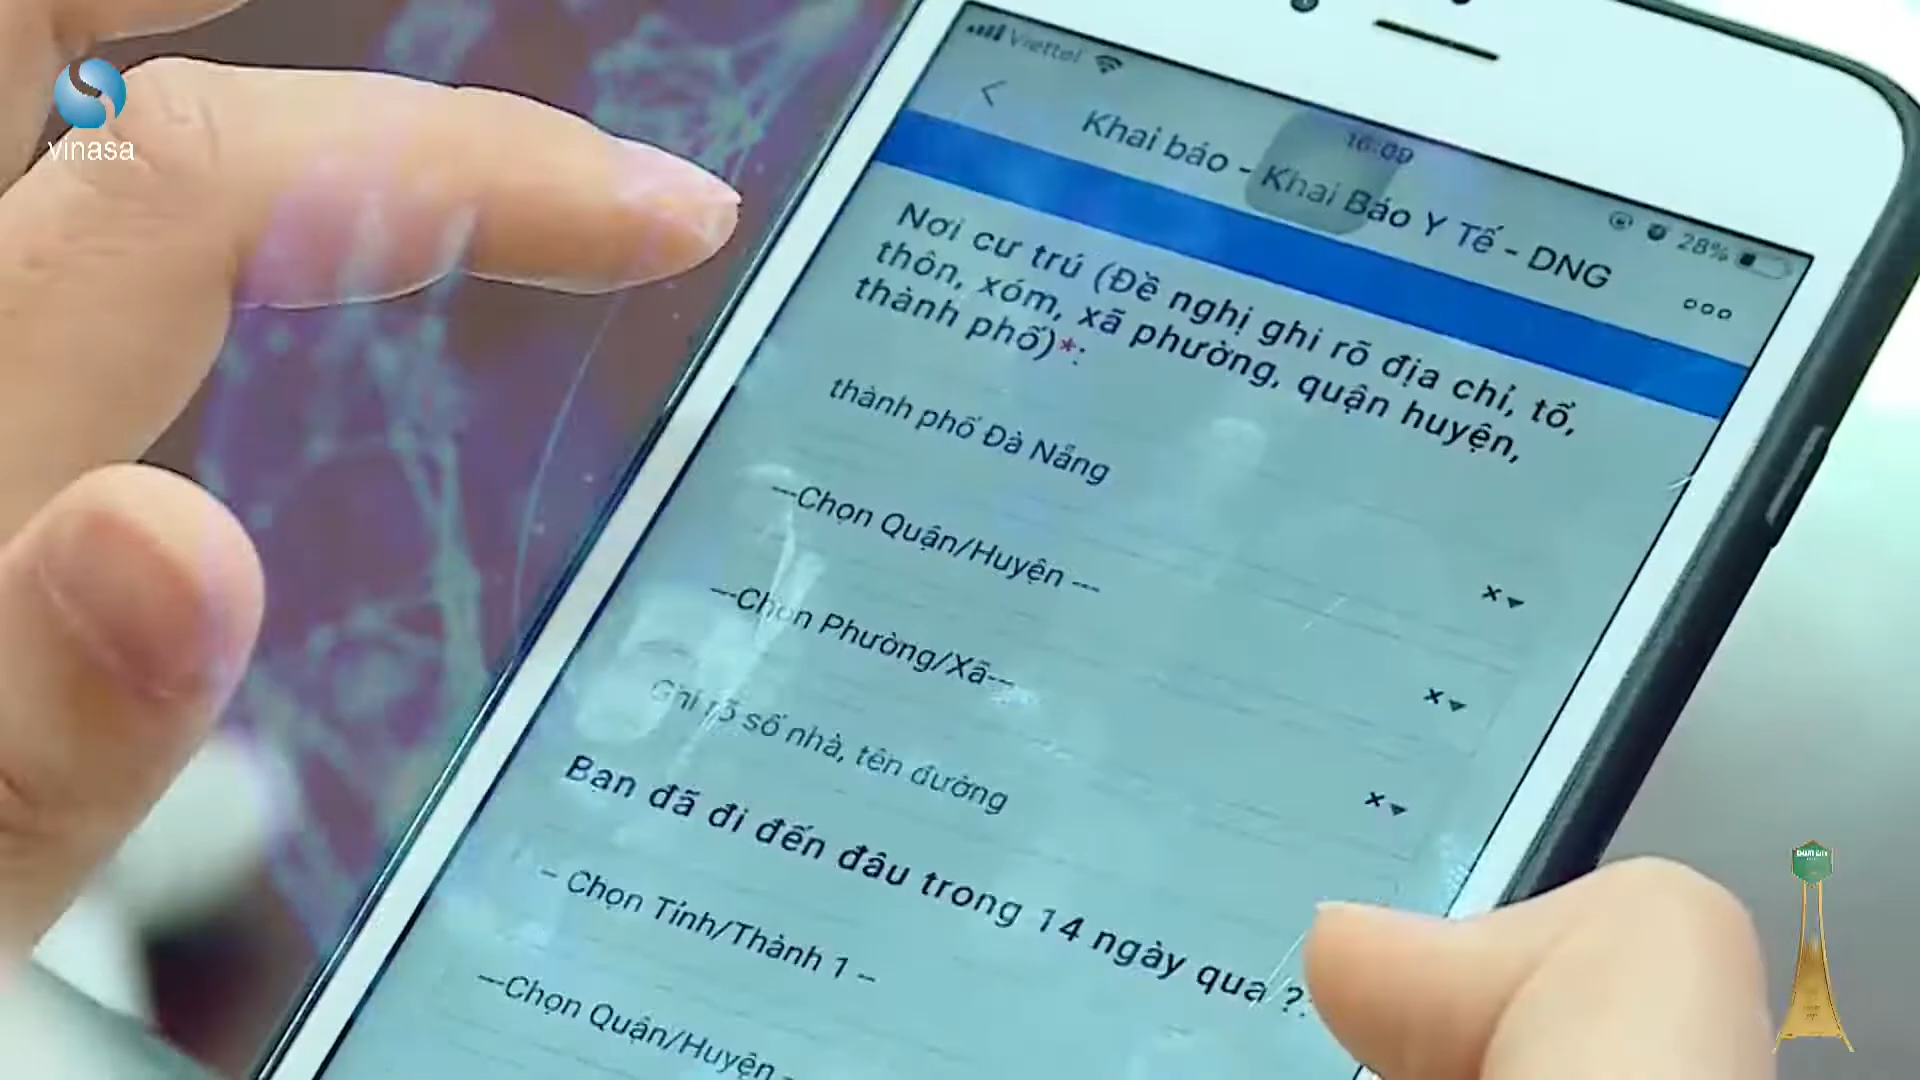 vinasa
Viettel
16:09
28%
Khai báo - Khai Báo Y Tế - DNG
Nơi cư trú (Đề nghị ghi rõ địa chỉ, tổ,
thôn, xóm, xã phường, quận huyện,
thành phố)*:
thành phố Đà Nẵng
---Chọn Quận/Huyện ---
---Chọn Phường/Xã---
Ghi rõ số nhà, tên đường
Bạn đã đi đến đâu trong 14 ngày qua ?
- Chọn Tỉnh/Thành 1 --
---Chọn Quận/Huyện -
SMART CITY